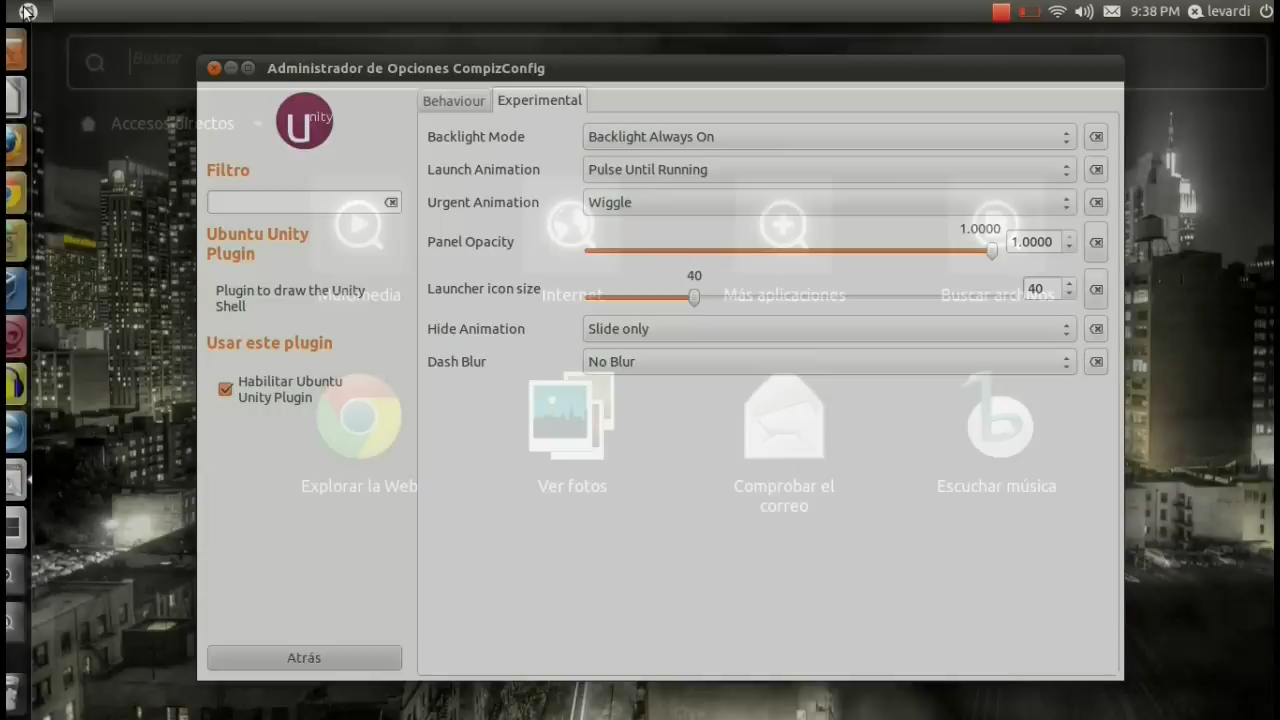 9:38 PM levardi
Buscar
Administrador de Opciones CompizConfig
Accesos directos
Unity
Filtro
Ubuntu Unity
Plugin
Plugin to draw the Unity
Shell
Usar este plugin
Habilitar Ubuntu
Unity Plugin
Atrás
Behaviour Experimental
Backlight Mode Backlight Always On
Launch Animation Pulse Until Running
Urgent Animation Wiggle
Panel Opacity 1.0000 1.0000
Launcher icon size 40 40
Hide Animation Slide only
Dash Blur No Blur
Multimedia Internet Más aplicaciones Buscar archivos
Explorar la Web Ver fotos Comprobar el
correo Escuchar música